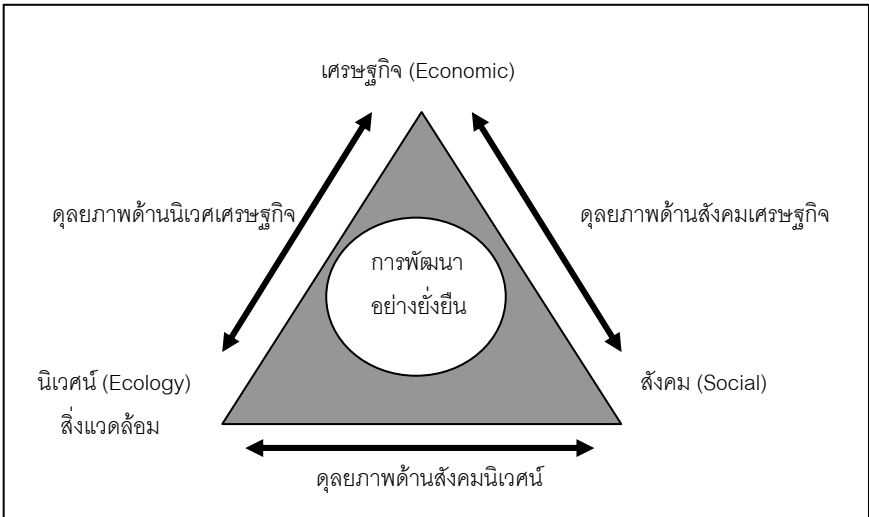 เศรษฐกิจ (Economic)
ดุลยภาพด้านนิเวศเศรษฐกิจ
ดุลยภาพด้านสังคมเศรษฐกิจ
การพัฒนา
อย่างยั่งยืน
นิเวศน์ (Ecology)
สิ่งแวดล้อม
สังคม (Social)
ดุลยภาพด้านสังคมนิเวศน์